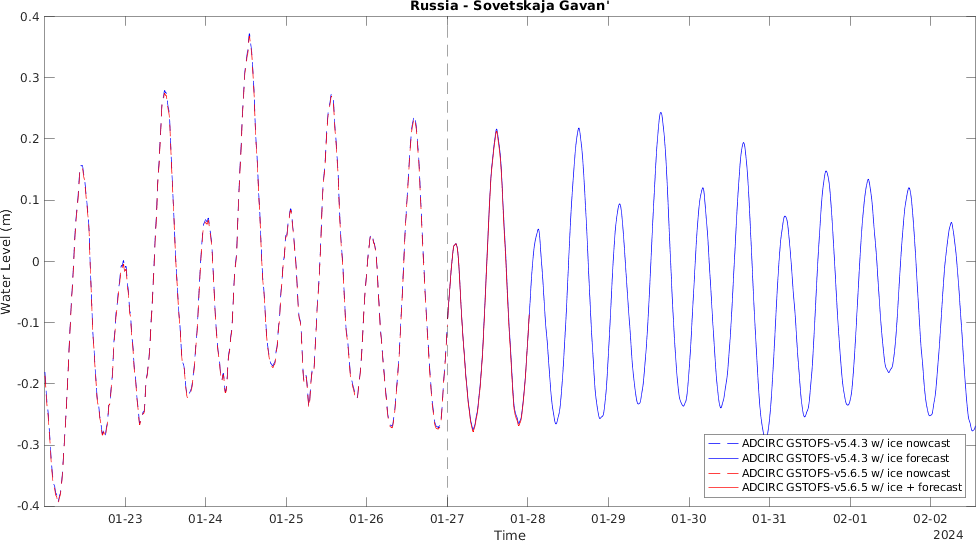 Russia - Sovetskaja Gavan'
0.4
0.3
0.2
0.1
0
-0.1
-0.2
-0.3
-0.4
Water Level (m)
ADCIRC GSTOFS-v5.4.3 w/ ice nowcast
ADCIRC GSTOFS-v5.4.3 w/ ice forecast
ADCIRC GSTOFS-v5.6.5 w/ ice nowcast
ADCIRC GSTOFS-v5.6.5 w/ ice + forecast
01-23 01-24 01-25 01-26 01-27 01-28 01-29 01-30 01-31 02-01 02-02
Time
2024